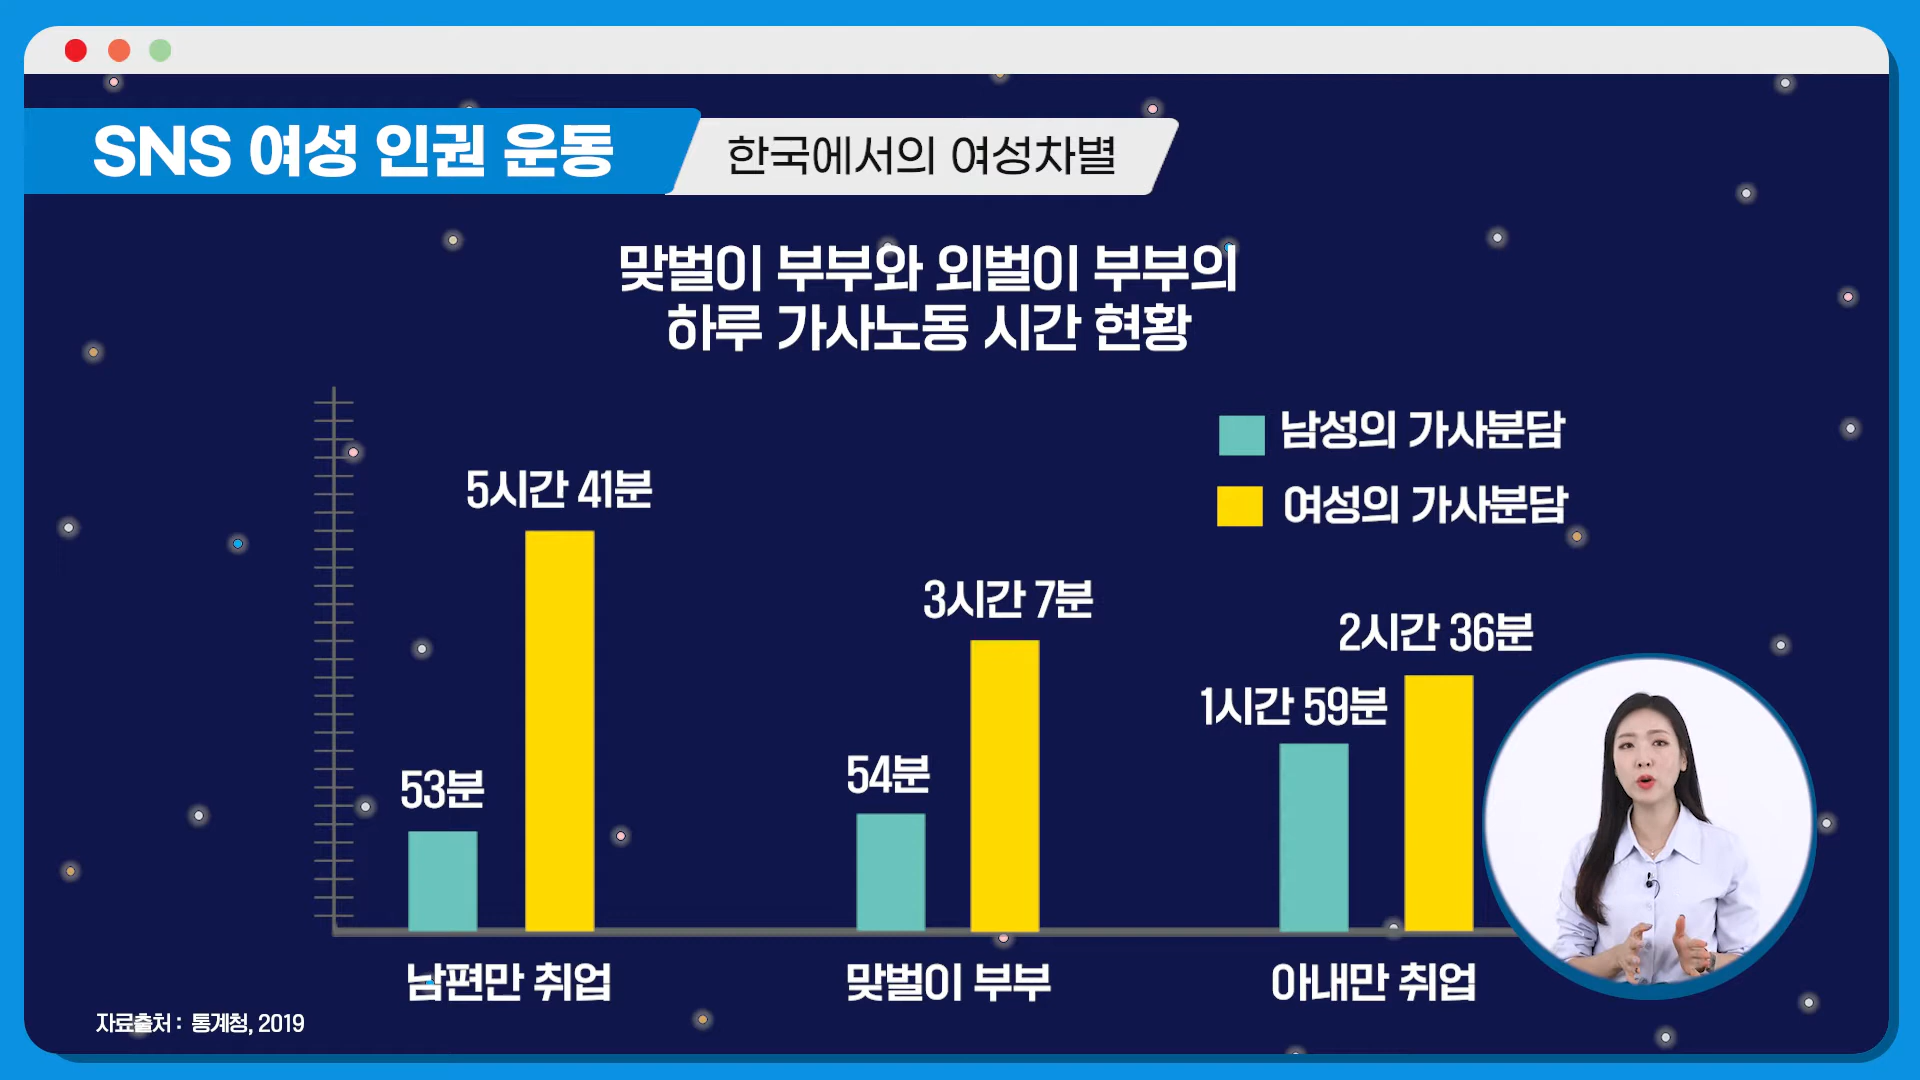 SNS 여성 인권 운동
한국에서의 여성차별
맞벌이 부부와 외벌이 부부의
하루 가사노동 시간 현황
남성의 가사분담
여성의 가사분담
5시간 41분
53분
3시간 7분
54분
2시간 36분
1시간 59분
남편만 취업
맞벌이 부부
아내만 취업
자료출처 : 통계청, 2019